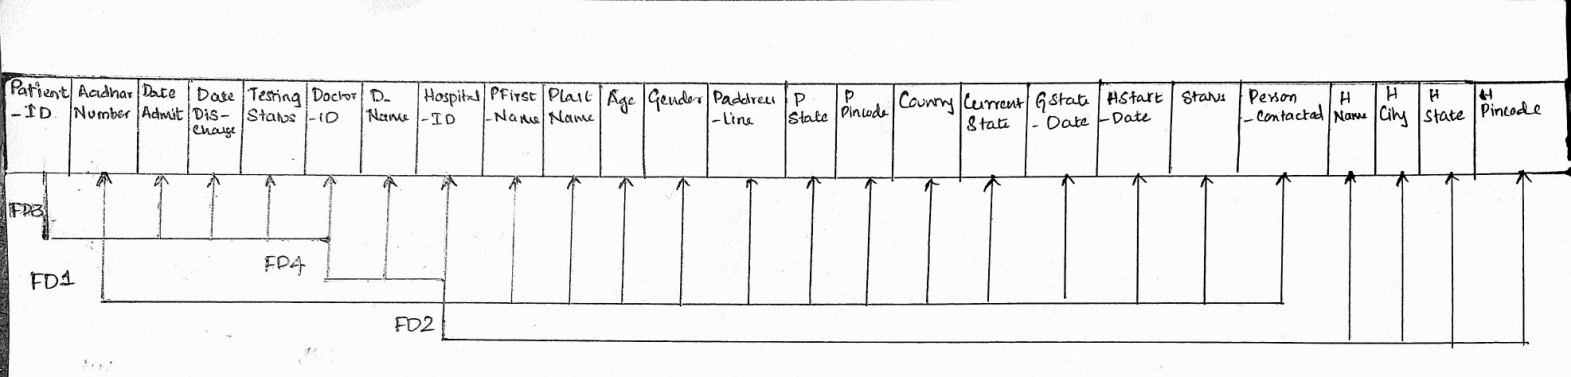 Patient
-ID
Aadhar
Number
Date
Admit
Date
Dis-
charge
Testing
Status
Doctor
-ID
D_
Name
Hospital
-ID
PFirst
-Name
PLast
Name
Age
Gender
Paddress
-Line
P
State
P
Pincode
Country
Current
State
Q State
- Date
HStart
-Date
Status
Person
-Contacted
H
Name
H
City
H
State
H
Pincode
FD3
FD4
FD1
FD2